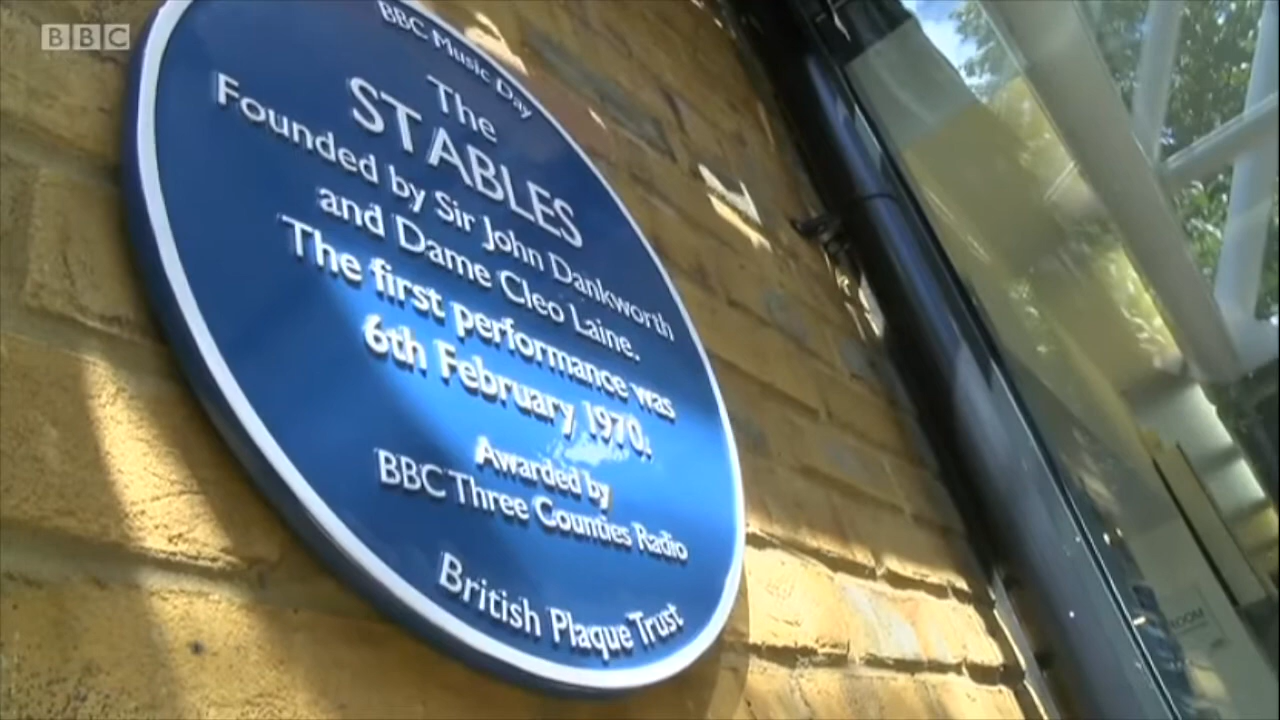 BBC
BBC Music Day
The
STABLES
Founded by Sir John Dankworth
and Dame Cleo Laine.
The first performance was
6th February 1970.
Awarded by
BBC Three Counties Radio
British Plaque Trust